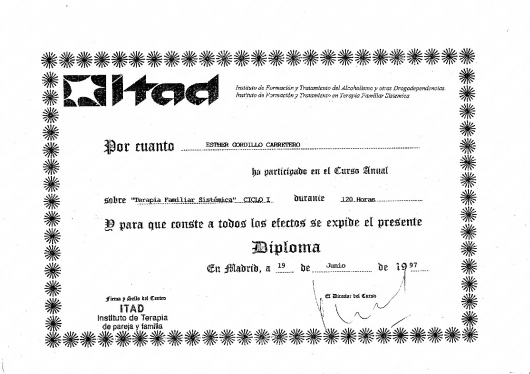 itad
Instituto de Formación y Tratamiento del Alcoholismo y otras Drogadependencias
Instituto de Formación y Tratamiento en Terapia Familiar Sistémica
Por cuanto ESTHER GORDILLO CARRETERO
ha participado en el Curso Anual
sobre "Terapia Familiar Sistémica" CICLO I durante 120 Horas
Y para que conste a todos los efectos se expide el presente
Diploma
En Madrid, a 19 de Junio de 1997
Firma y Sello del Centro
El Director del Curso
ITAD
Instituto de Terapia
de pareja y familia